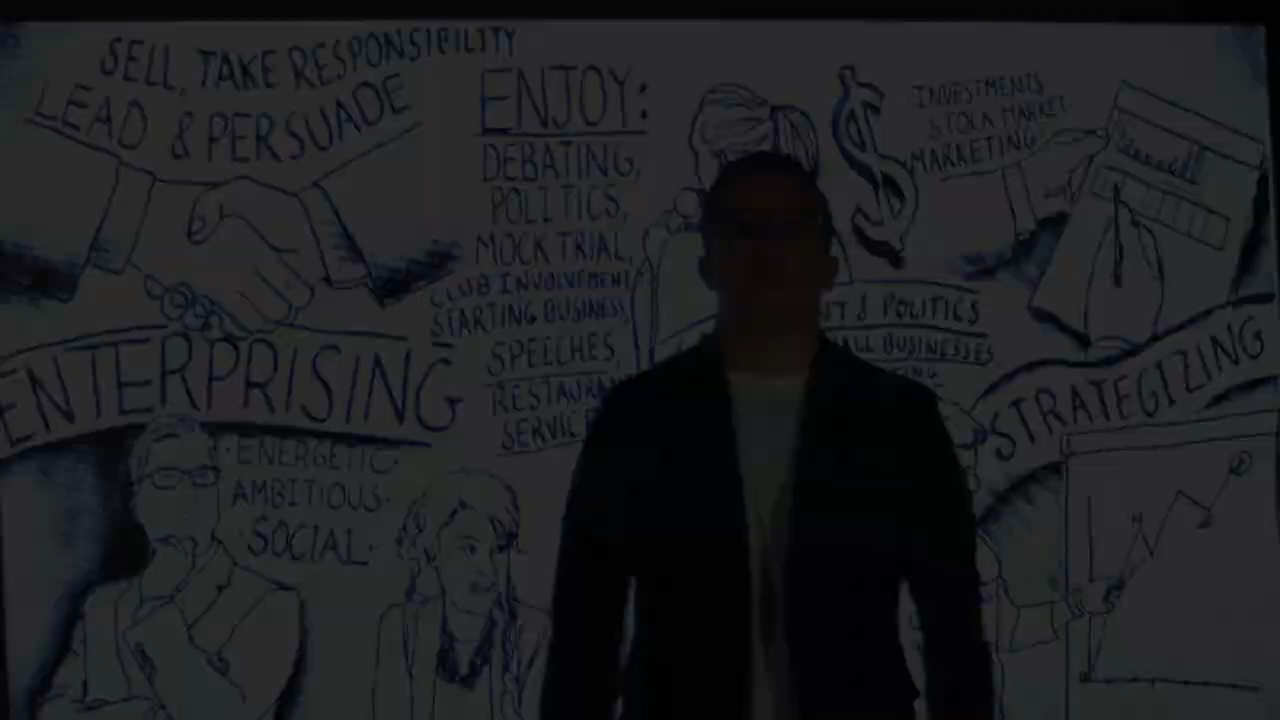 SELL, TAKE RESPONSIBILITY
LEAD & PERSUADE
ENTERPRISING
ENERGETIC
AMBITIOUS
SOCIAL
ENJOY:
DEBATING,
POLITICS,
MOCK TRIAL,
CLUB INVOLVEMENT
STARTING BUSINESS,
SPEECHES,
INVESTMENTS
STOCK MARKET
MARKETING
& POLITICS
BUSINESSES
STRATEGIZING